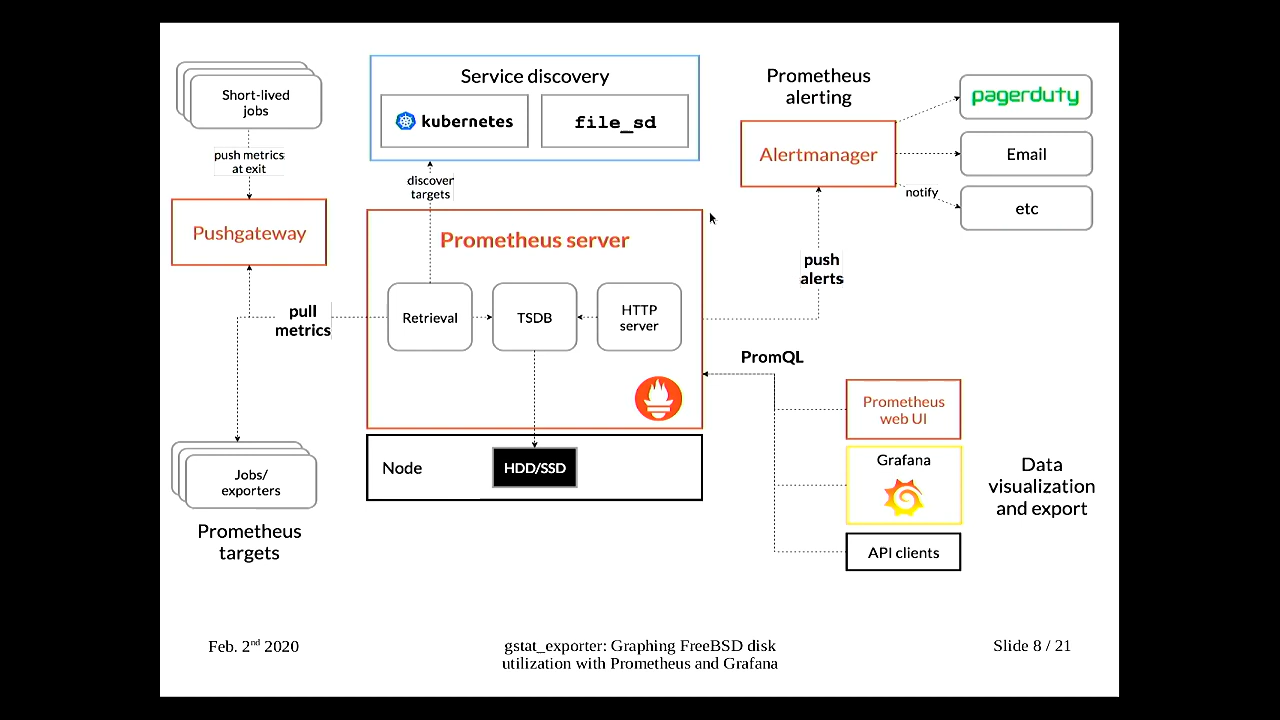 Short-lived
jobs
push metrics
at exit
Pushgateway
pull
metrics
Jobs/
exporters
Prometheus
targets
Service discovery
kubernetes
file_sd
discover
targets
Prometheus server
Retrieval
TSDB
HTTP
server
Node
HDD/SSD
Prometheus
alerting
Alertmanager
pagerduty
Email
notify
etc
push
alerts
PromQL
Prometheus
web UI
Grafana
API clients
Data
visualization
and export
Feb. 2nd 2020
gstat_exporter: Graphing FreeBSD disk
utilization with Prometheus and Grafana
Slide 8 / 21